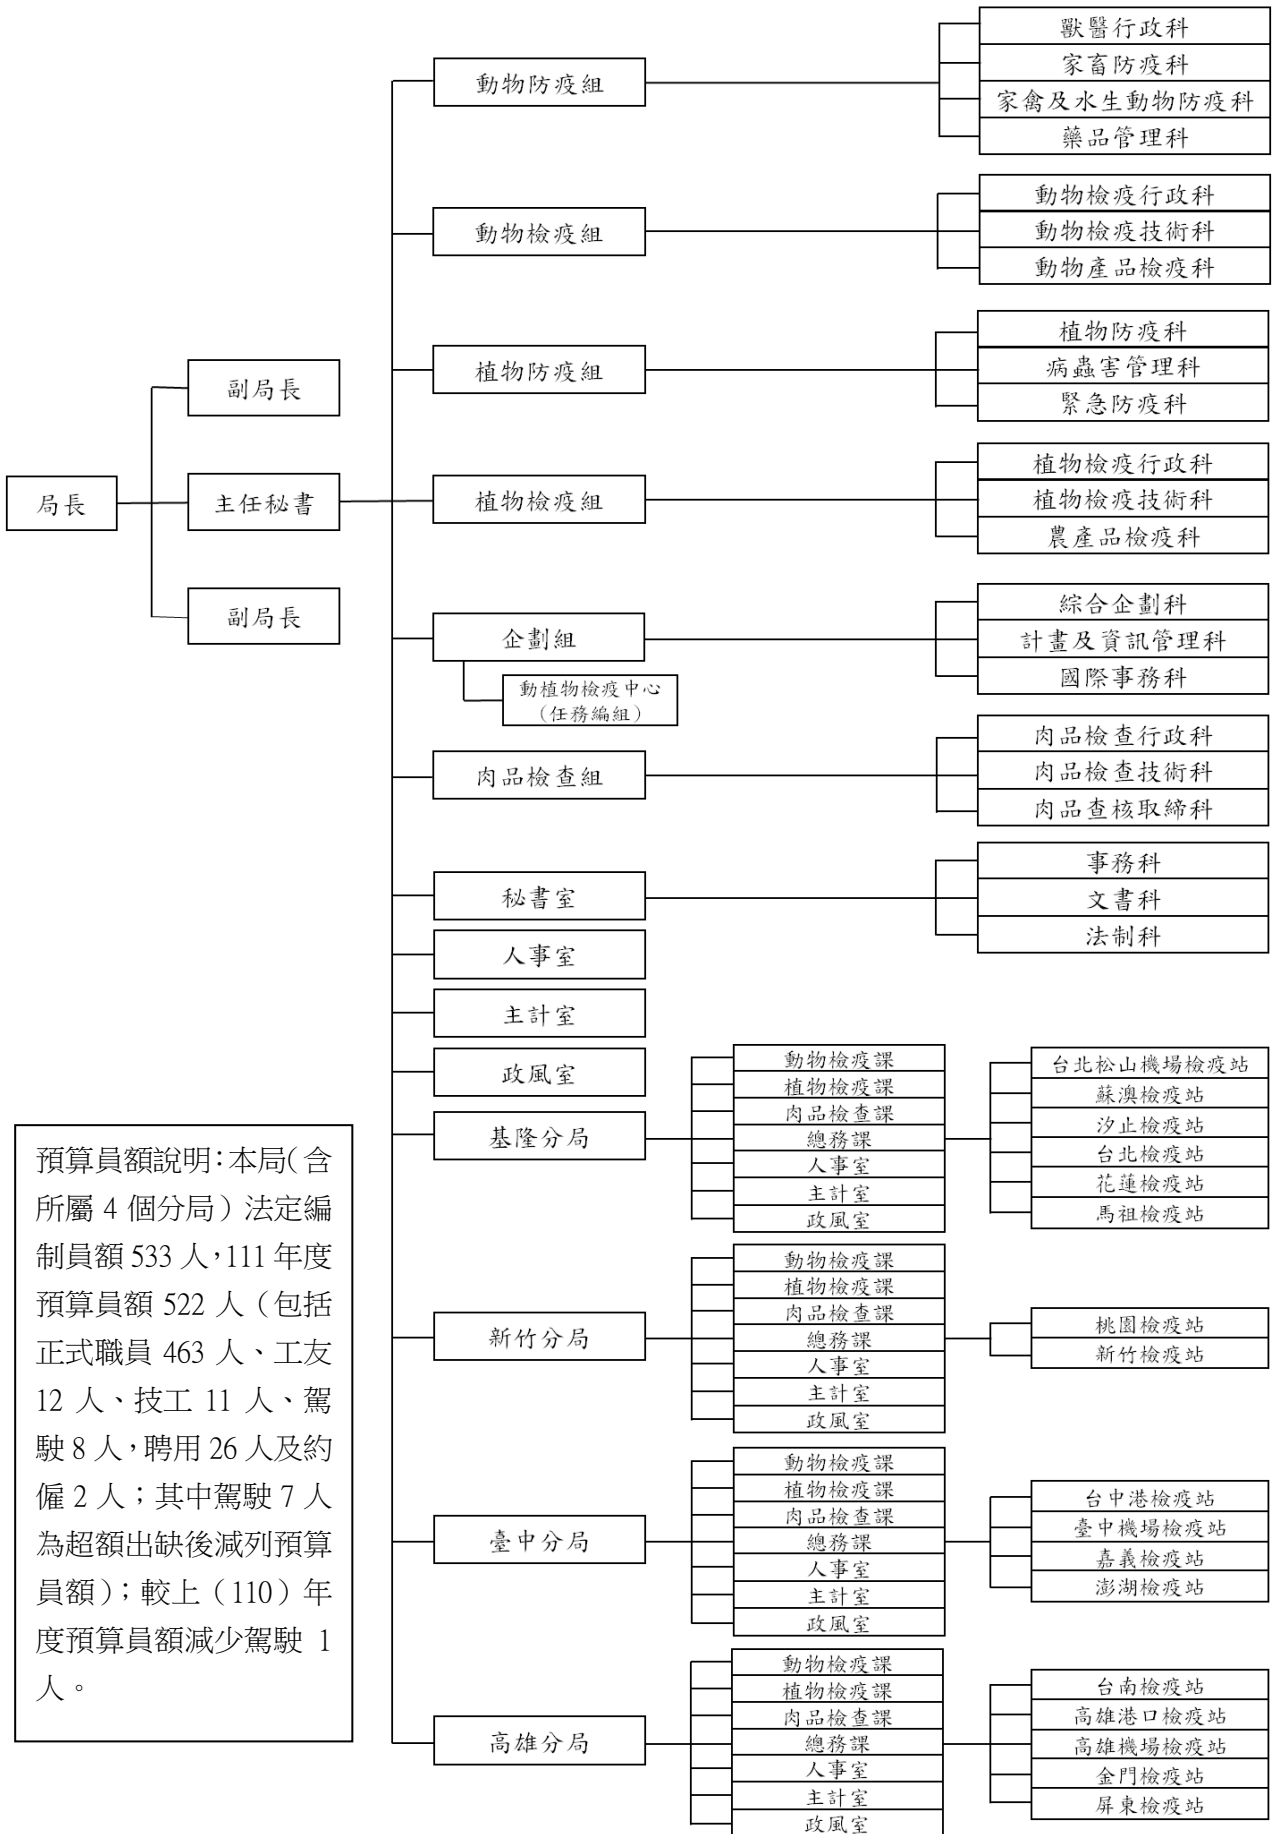 局長
副局長
主任秘書
副局長
動物防疫組
獸醫行政科
家畜防疫科
家禽及水生動物防疫科
藥品管理科
動物檢疫組
動物檢疫行政科
動物檢疫技術科
動物產品檢疫科
植物防疫組
植物防疫科
病蟲害管理科
緊急防疫科
植物檢疫組
植物檢疫行政科
植物檢疫技術科
農產品檢疫科
企劃組
動植物檢疫中心
（任務編組）
綜合企劃科
計畫及資訊管理科
國際事務科
肉品檢查組
肉品檢查行政科
肉品檢查技術科
肉品查核取締科
秘書室
事務科
文書科
法制科
人事室
主計室
政風室
基隆分局
動物檢疫課
植物檢疫課
肉品檢查課
總務課
人事室
主計室
政風室
台北松山機場檢疫站
蘇澳檢疫站
汐止檢疫站
台北檢疫站
花蓮檢疫站
馬祖檢疫站
新竹分局
動物檢疫課
植物檢疫課
肉品檢查課
總務課
人事室
主計室
政風室
桃園檢疫站
新竹檢疫站
臺中分局
動物檢疫課
植物檢疫課
肉品檢查課
總務課
人事室
主計室
政風室
台中港檢疫站
臺中機場檢疫站
嘉義檢疫站
澎湖檢疫站
高雄分局
動物檢疫課
植物檢疫課
肉品檢查課
總務課
人事室
主計室
政風室
台南檢疫站
高雄港口檢疫站
高雄機場檢疫站
金門檢疫站
屏東檢疫站
預算員額說明：本局（含
所屬 4 個分局）法定編
制員額 533 人，111 年度
預算員額 522 人（包括
正式職員 463 人、工友
12 人、技工 11 人、駕
駛 8 人，聘用 26 人及約
僱 2 人；其中駕駛 7 人
為超額出缺後減列預算
員額）；較上（110）年
度預算員額減少駕駛 1
人。